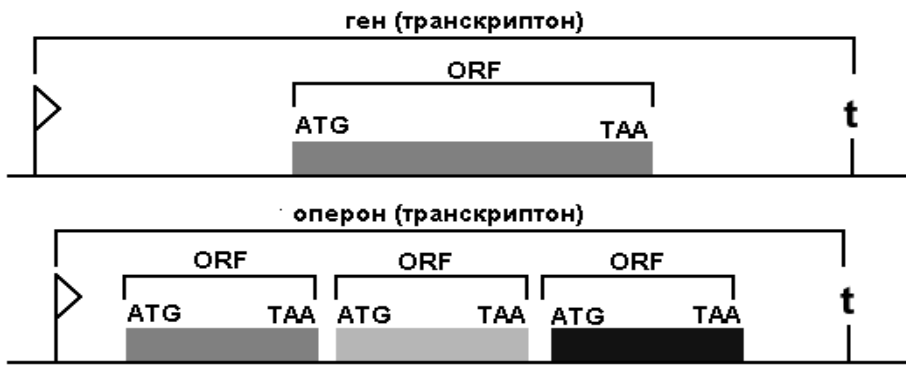 ген (транскриптон)
ORF
ATG TAA
t
оперон (транскриптон)
ORF ORF ORF
ATG TAA ATG TAA ATG TAA
t